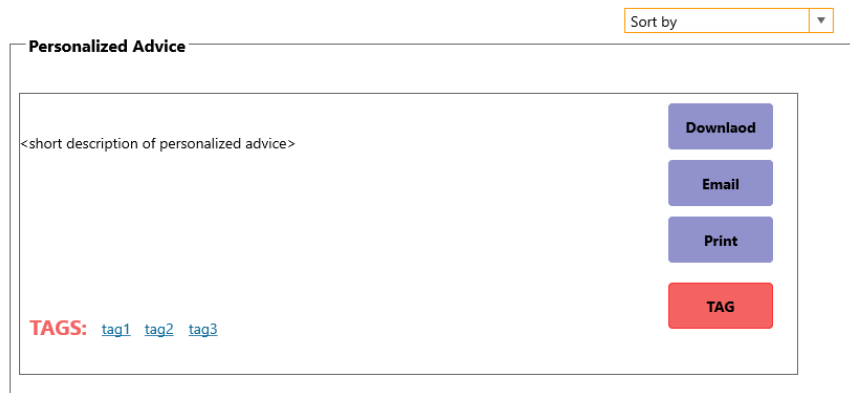 Sort by
Personalized Advice
Downlaod
<short description of personalized advice>
Email
Print
TAG
TAGS: tag1 tag2 tag3